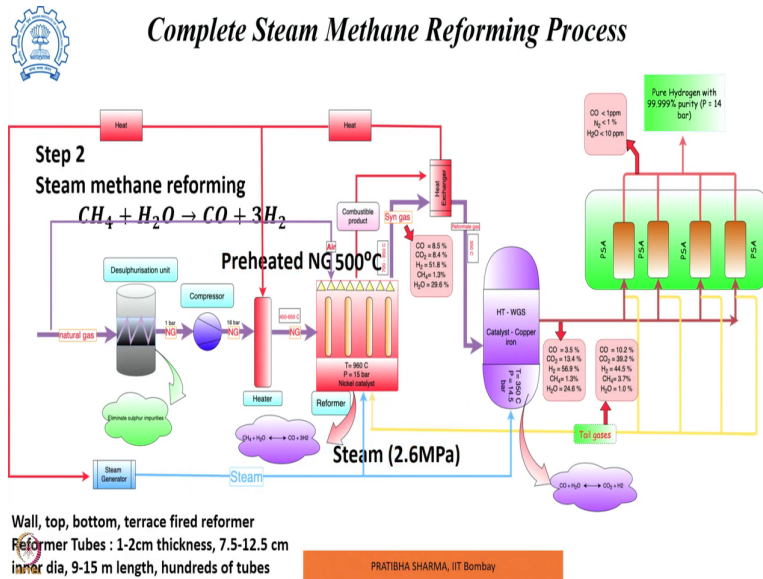 Complete Steam Methane Reforming Process
Heat
Heat
Step 2
Steam methane reforming
CH₄ + H₂O → CO + 3H₂
Combustible
product
Syn gas
Heat
Exchanger
Reformate gas
CO = 8.5 %
CO₂ = 8.4 %
H₂ = 51.8 %
CH₄= 1.3%
H₂O = 29.6 %
CO < 1ppm
N₂ < 1 %
H₂O < 10 ppm
Pure Hydrogen with
99.999% purity (P = 14
bar)
P.S.A
P.S.A
P.S.A
P.S.A
Air
Preheated NG 500⁰C
Desulphurisation unit
Compressor
natural gas
1 bar
NG
16 bar
NG
NG
T= 960 C
P = 15 bar
Nickel catalyst
Heater
Reformer
HT - WGS
Catalyst - Copper
iron
T= 350 C
P = 14.5
bar
CO = 3.5 %
CO₂ = 13.4 %
H₂ = 56.9 %
CH₄= 1.3%
H₂O = 24.6 %
CO = 10.2 %
CO₂ = 39.2 %
H₂ = 44.5 %
CH₄= 3.7%
H₂O = 1.0 %
Tail gases
Eliminate sulphur impurities
CH₄ + H₂O ⟷ CO + 3H2
Steam (2.6MPa)
Steam
Generator
Steam
CO + H₂O ⟷ CO₂ + H2
Wall, top, bottom, terrace fired reformer
Reformer Tubes : 1-2cm thickness, 7.5-12.5 cm
inner dia, 9-15 m length, hundreds of tubes
PRATIBHA SHARMA, IIT Bombay